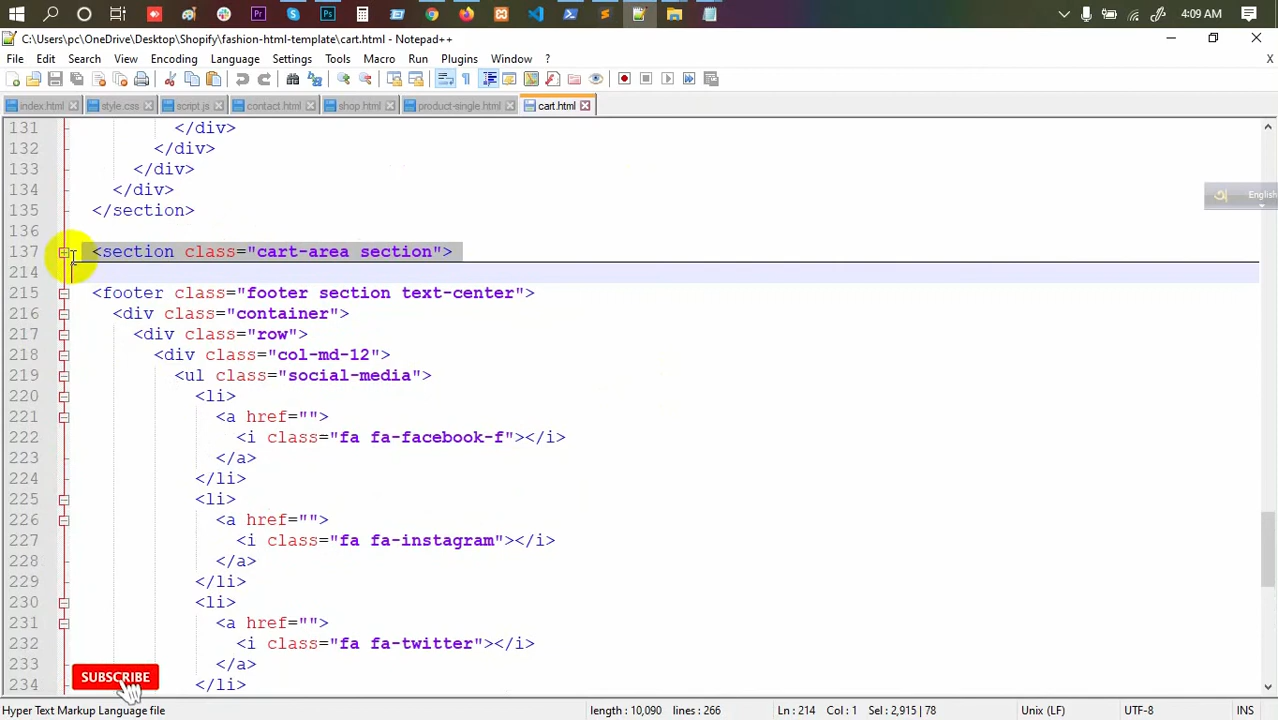 4:09 AM
C:\Users\pc\OneDrive\Desktop\Shopify\fashion-html-template\cart.html - Notepad++
File Edit Search View Encoding Language Settings Tools Macro Run Plugins Window ?
X
index.html style.css script.js contact.html shop.html product-single.html cart.html
131 </div>
132 </div>
133 </div>
134 </div>
135 </section>
136
137 <section class="cart-area section">
214
215 <footer class="footer section text-center">
216 <div class="container">
217 <div class="row">
218 <div class="col-md-12">
219 <ul class="social-media">
220 <li>
221 <a href="">
222 <i class="fa fa-facebook-f"></i>
223 </a>
224 </li>
225 <li>
226 <a href="">
227 <i class="fa fa-instagram"></i>
228 </a>
229 </li>
230 <li>
231 <a href="">
232 <i class="fa fa-twitter"></i>
233 </a>
234 </li>
English
SUBSCRIBE
Hyper Text Markup Language file length : 10,090 lines : 266 Ln : 214 Col : 1 Sel : 2,915 | 78 Unix (LF) UTF-8 INS